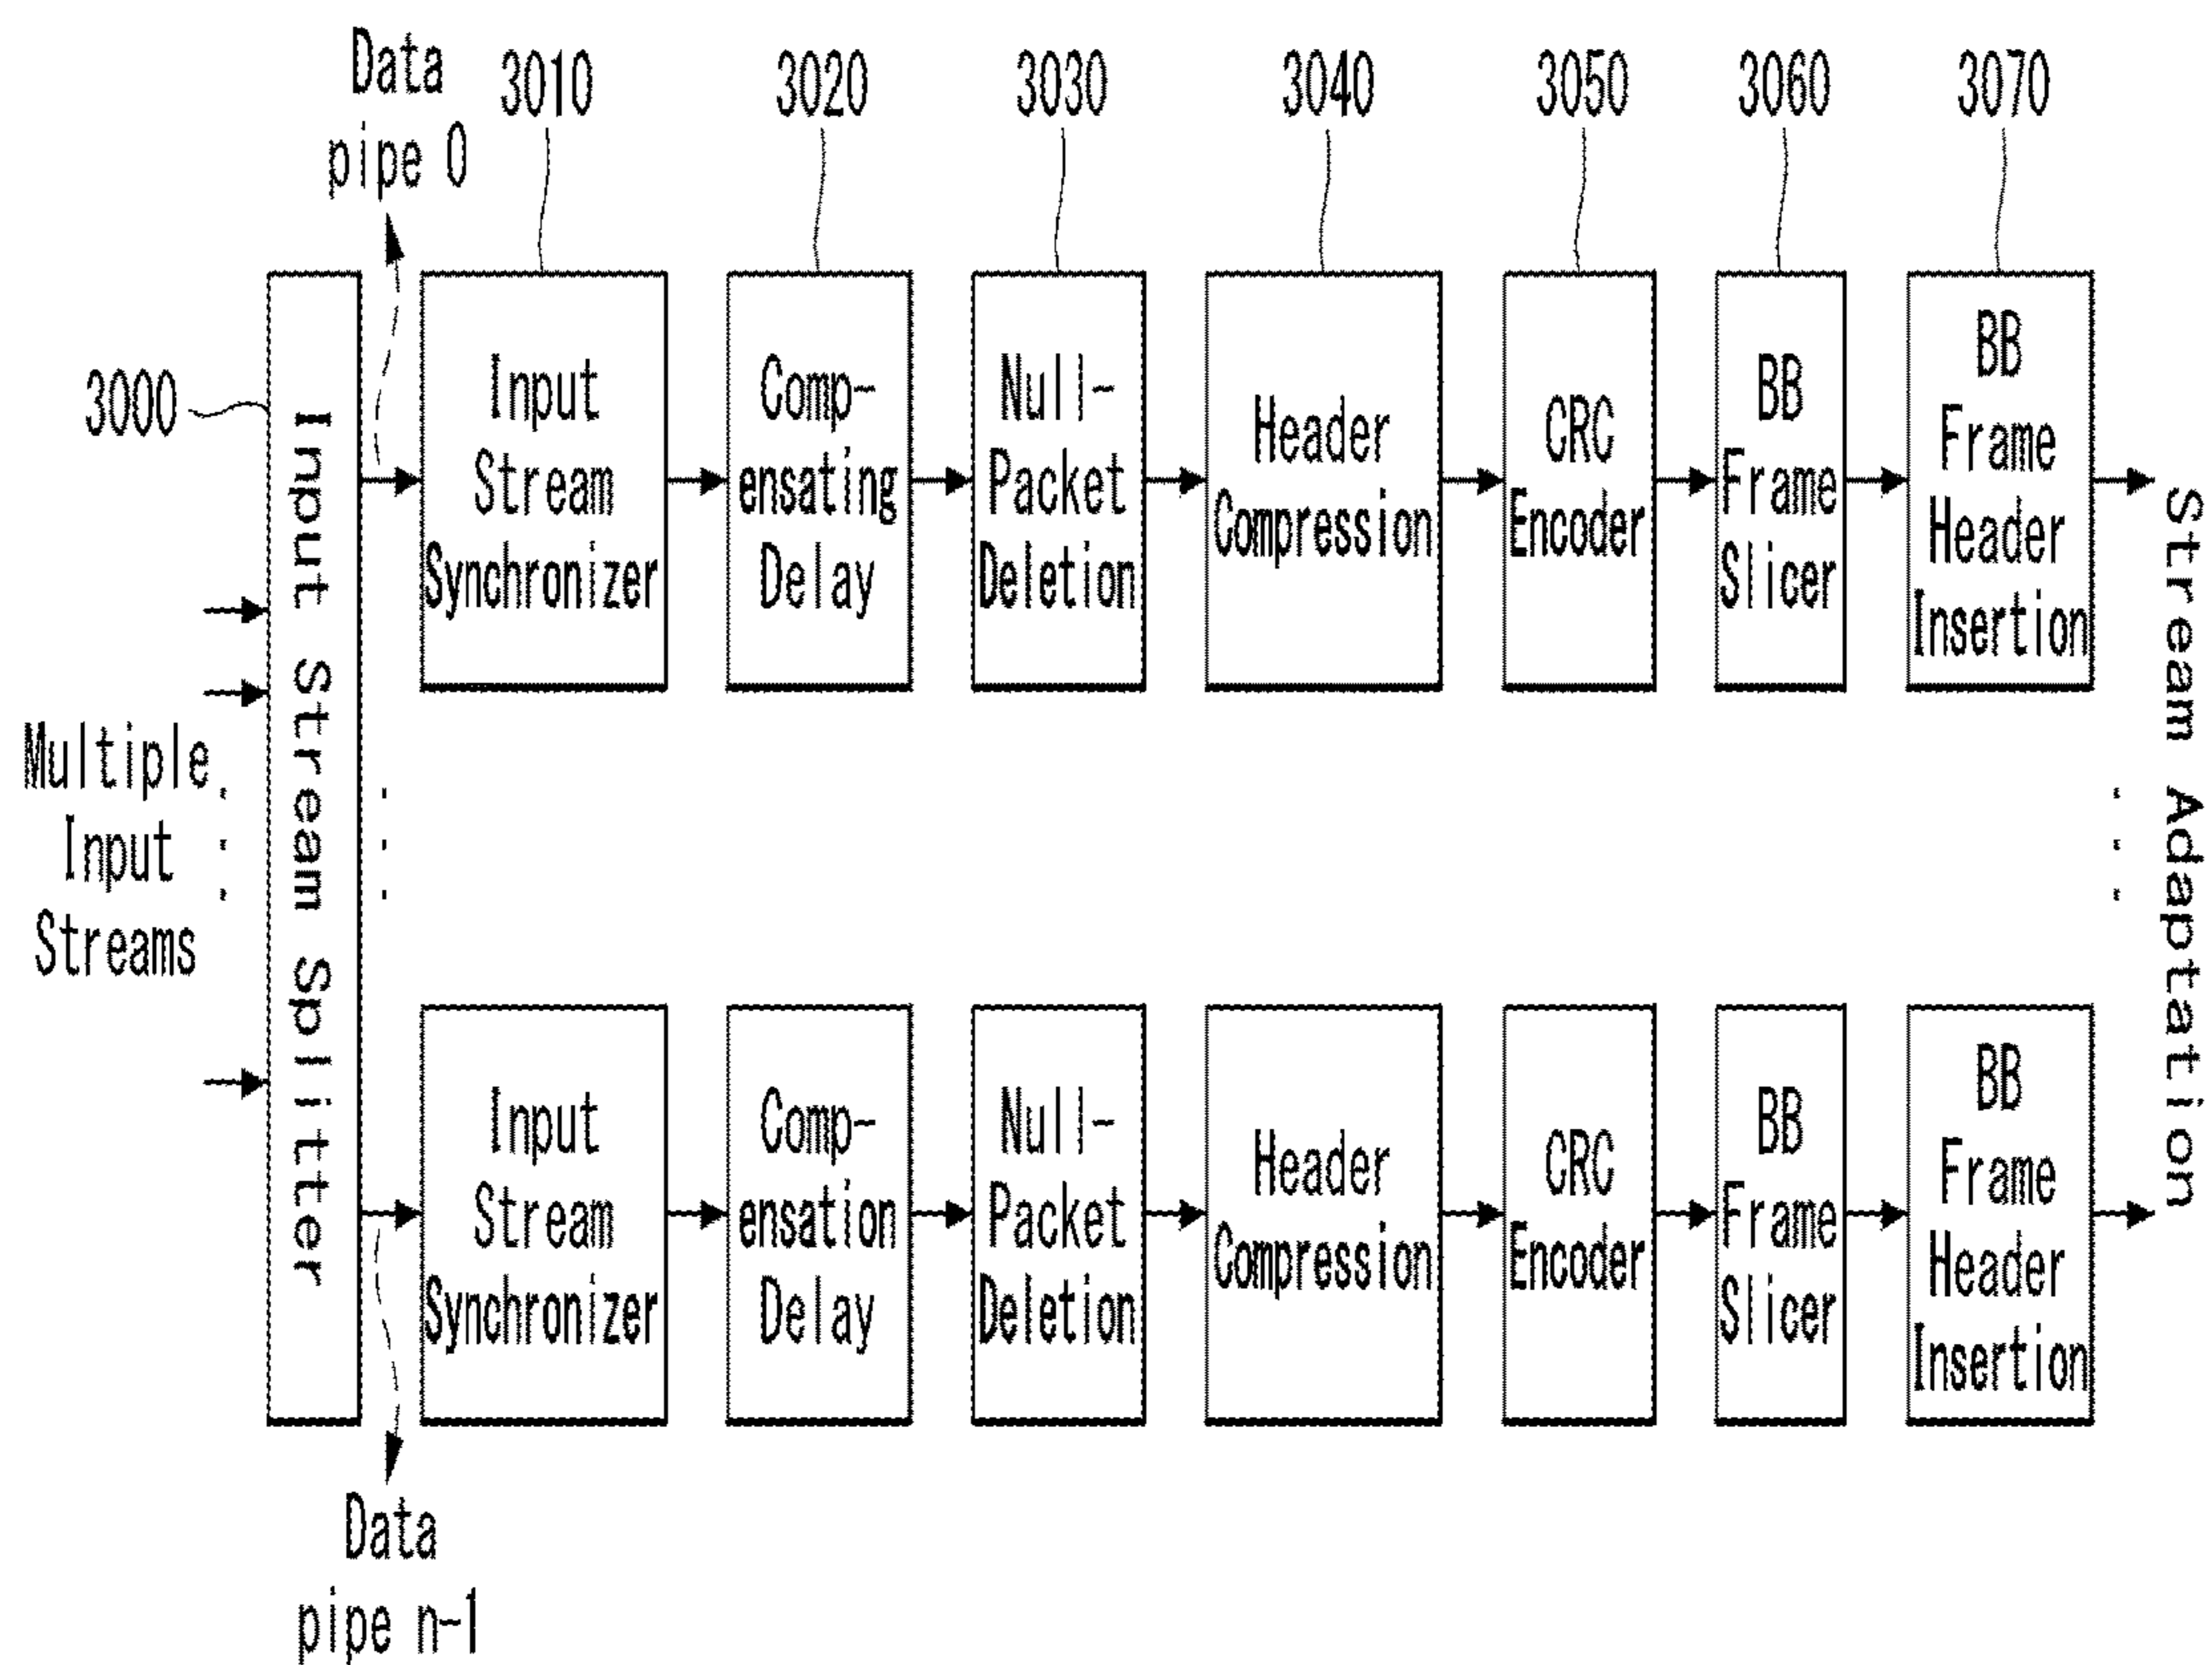 Data
pipe 0
3010
3020
3030
3040
3050
3060
3070
3000
Multiple
Input
Streams
Input Stream Splitter
Input
Stream
Synchronizer
Comp-
ensating
Delay
Null-
Packet
Deletion
Header
Compression
CRC
Encoder
BB
Frame
Slicer
BB
Frame
Header
Insertion
Stream Adaptation
Input
Stream
Synchronizer
Comp-
ensation
Delay
Null-
Packet
Deletion
Header
Compression
CRC
Encoder
BB
Frame
Slicer
BB
Frame
Header
Insertion
Data
pipe n-1